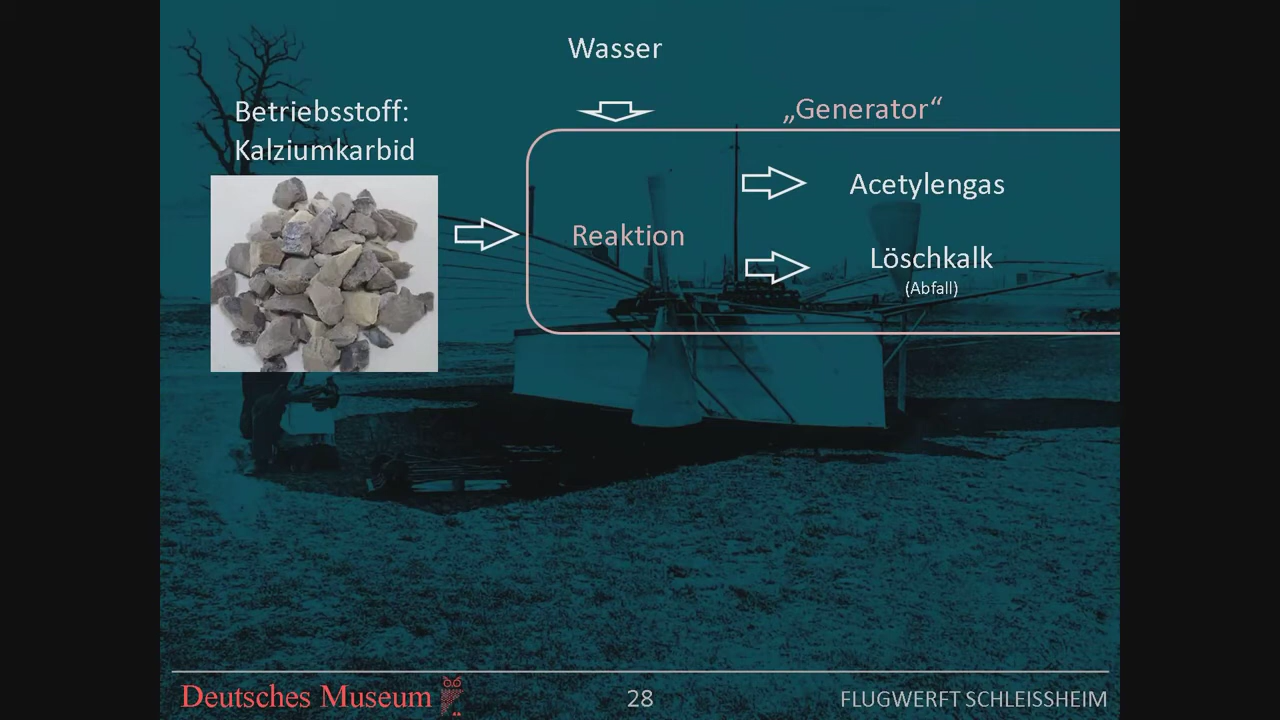 Wasser
„Generator“
Betriebsstoff:
Kalziumkarbid
Acetylengas
Reaktion
Löschkalk
(Abfall)
Deutsches Museum
28
FLUGWERFT SCHLEISSHEIM